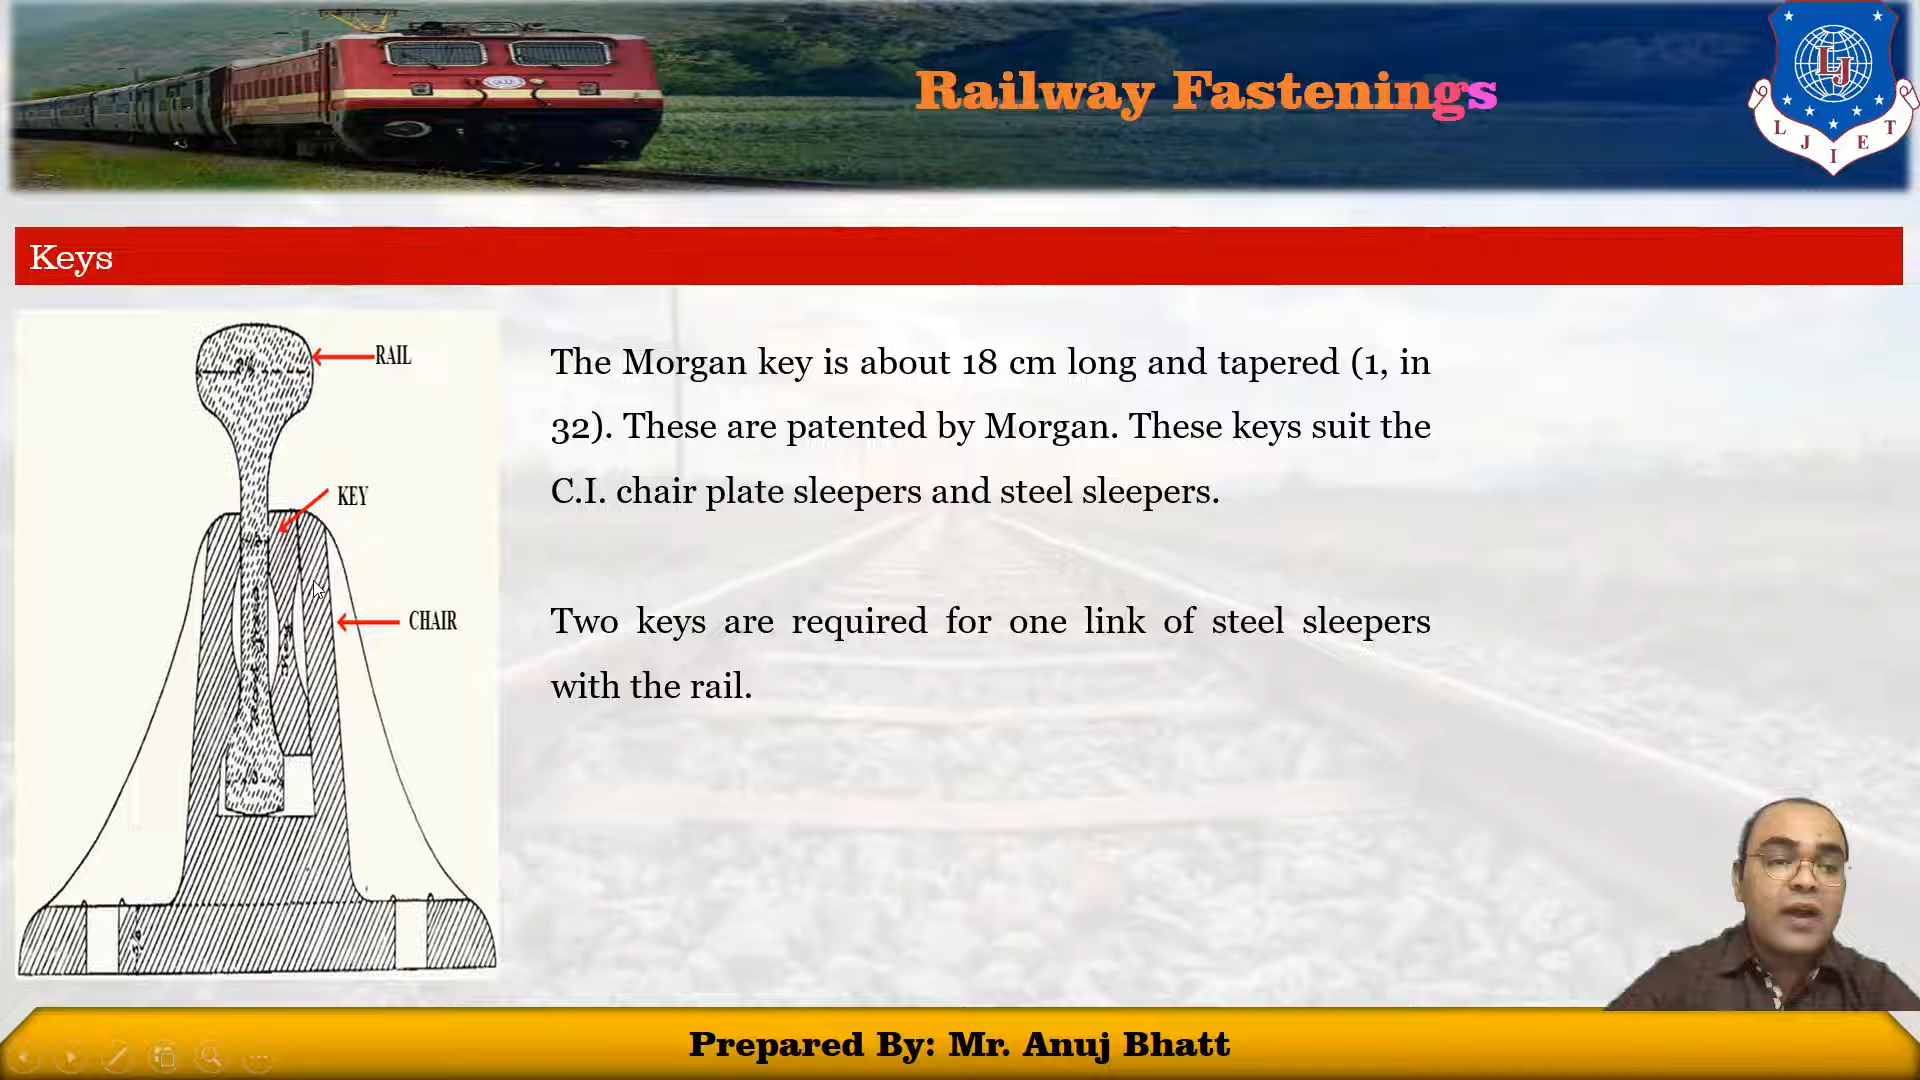 Railway Fastenings
LJ
L J I E T
Keys
RAIL
KEY
CHAIR
The Morgan key is about 18 cm long and tapered (1, in
32). These are patented by Morgan. These keys suit the
C.I. chair plate sleepers and steel sleepers.
Two keys are required for one link of steel sleepers
with the rail.
Prepared By: Mr. Anuj Bhatt